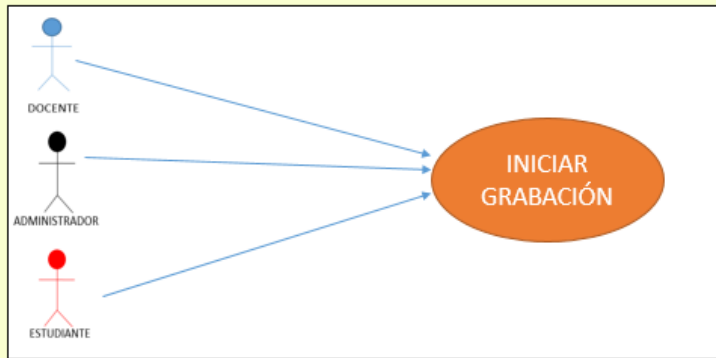 DOCENTE
ADMINISTRADOR
ESTUDIANTE
INICIAR
GRABACIÓN